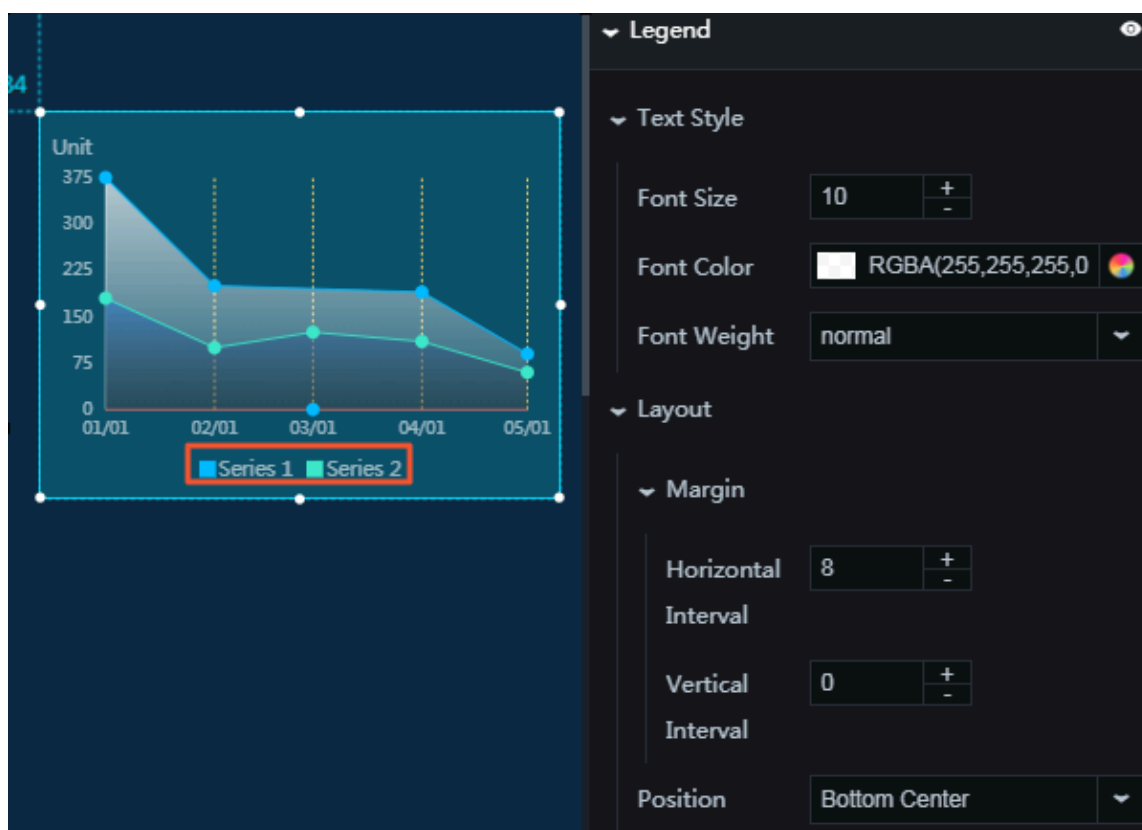 34
Unit
375
300
225
150
75
0
01/01 02/01 03/01 04/01 05/01
Series 1 Series 2
Legend
Text Style
Font Size 10 + -
Font Color RGBA(255,255,255,0
Font Weight normal
Layout
Margin
Horizontal Interval 8 + -
Vertical Interval 0 + -
Position Bottom Center